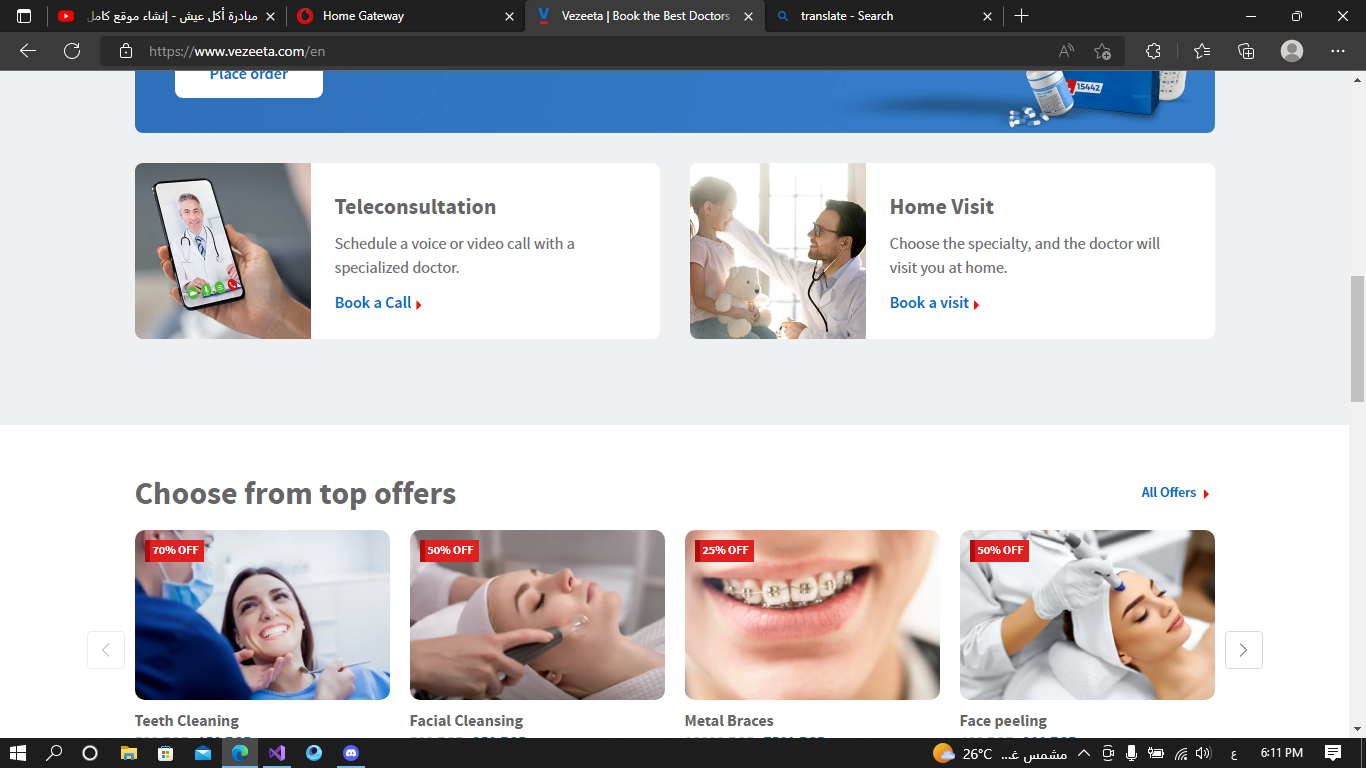 مبادرة أكل عيش - إنشاء موقع كامل
Home Gateway
Vezeeta | Book the Best Doctors
translate - Search
https://www.vezeeta.com/en
Place order
15442
Teleconsultation
Schedule a voice or video call with a
specialized doctor.
Book a Call
Home Visit
Choose the specialty, and the doctor will
visit you at home.
Book a visit
Choose from top offers
All Offers
70% OFF
50% OFF
25% OFF
50% OFF
Teeth Cleaning
Facial Cleansing
Metal Braces
Face peeling
26°C مشمس غـ...
ع
6:11 PM